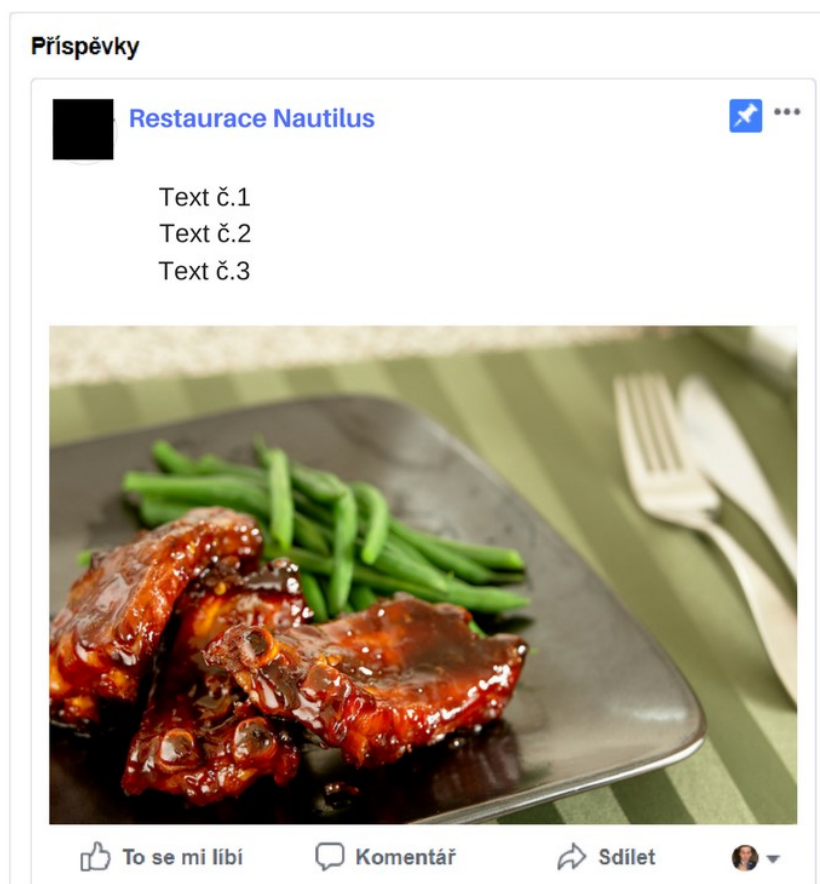 Příspěvky
Restaurace Nautilus
Text č.1
Text č.2
Text č.3
To se mi líbí
Komentář
Sdílet